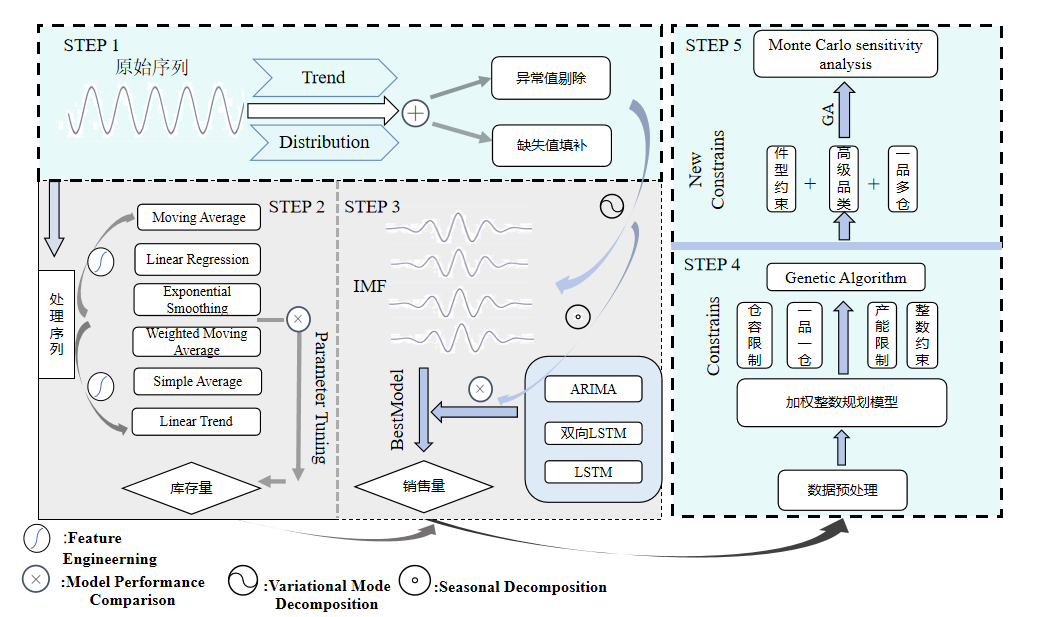 STEP 1
原始序列
Trend
Distribution
异常值剔除
缺失值填补
STEP 2
处
理
序
列
Moving Average
Linear Regression
Exponential
Smoothing
Weighted Moving
Average
Simple Average
Linear Trend
Parameter Tuning
库存量
STEP 3
IMF
BestModel
ARIMA
双向LSTM
LSTM
销售量
STEP 5
Monte Carlo sensitivity
analysis
GA
New
Constrains
件
型
约
束
+
高
级
品
类
+
一
品
多
仓
STEP 4
Genetic Algorithm
Constrains
仓
容
限
制
一
品
一
仓
产
能
限
制
整
数
约
束
加权整数规划模型
数据预处理
:Feature
Engineerning
:Model Performance
Comparison
:Variational Mode
Decomposition
:Seasonal Decomposition